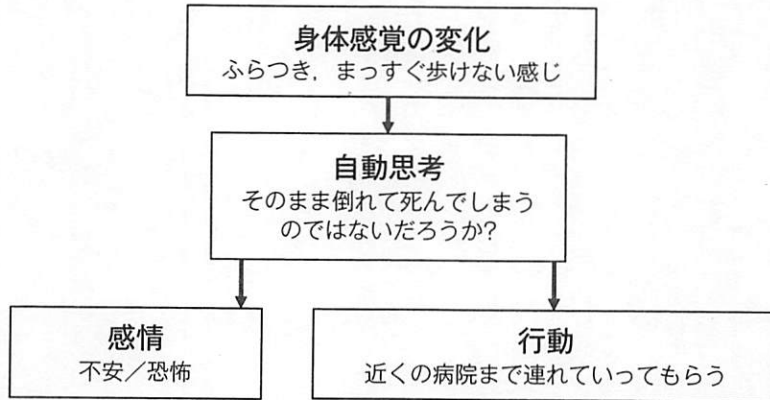 身体感覚の変化
ふらつき,まっすぐ歩けない感じ
自動思考
そのまま倒れて死んでしまう
のではないだろうか?
感情
不安/恐怖
行動
近くの病院まで連れていってもらう